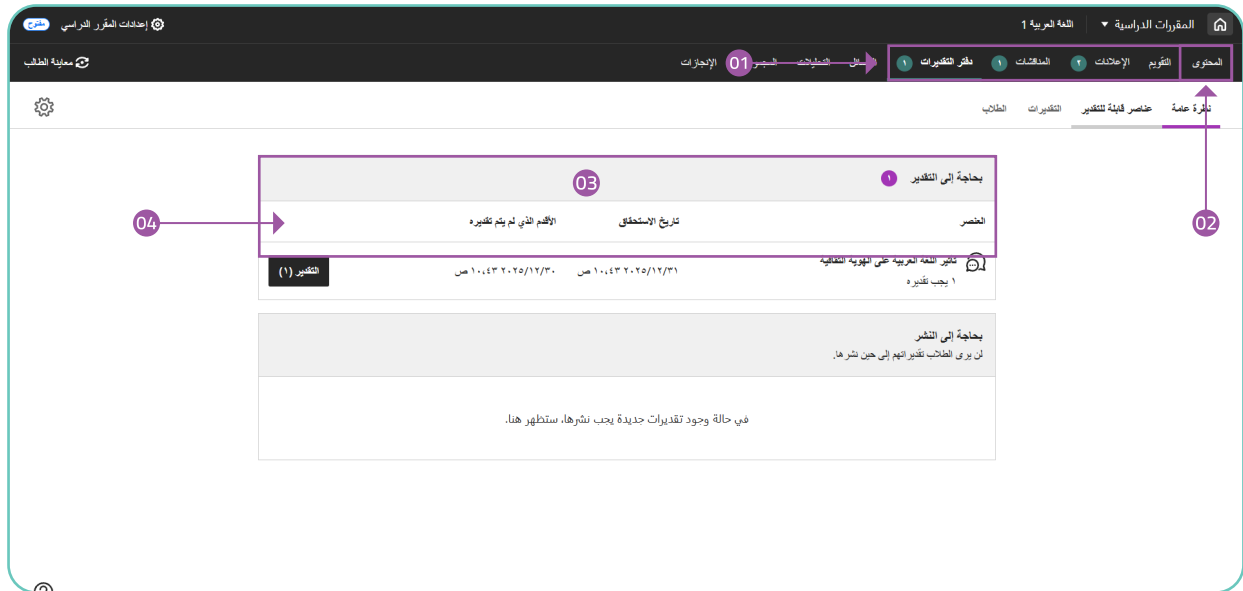 المقررات الدراسية اللغة العربية 1 إعدادات المقرر الدراسي مفتوح
المحتوى التقويم الإعلانات ٢ المناقشات ١ دفتر التقديرات ١ 01 الإنجازات معاينة الطالب
نظرة عامة عناصر قابلة للتقدير التقديرات الطلاب
بحاجة إلى التقدير ١ 03
العنصر تاريخ الاستحقاق الأقدم الذي لم يتم تقديره 04 02
تأثير اللغة العربية على الهوية الثقافية
١ يجب تقديره
٢٠٢٥/١٢/٣١ ١٠،٤٣ ص ٢٠٢٥/١٢/٣٠ ١٠،٤٣ ص التقدير (١)
بحاجة إلى النشر
لن يرى الطلاب تقديراتهم إلى حين نشرها.
في حالة وجود تقديرات جديدة يجب نشرها، ستظهر هنا.